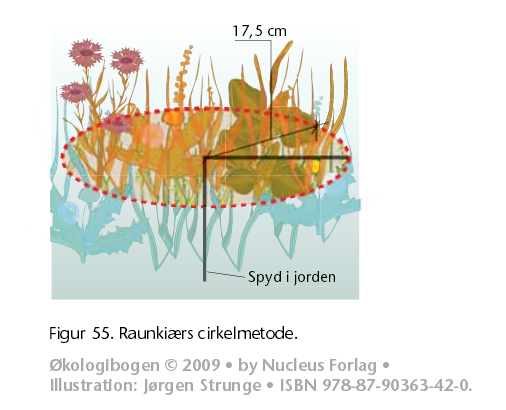 17,5 cm
Spyd i jorden
Figur 55. Raunkiærs cirkelmetode.
Økologibogen © 2009 • by Nucleus Forlag •
Illustration: Jørgen Strunge • ISBN 978-87-90363-42-0.